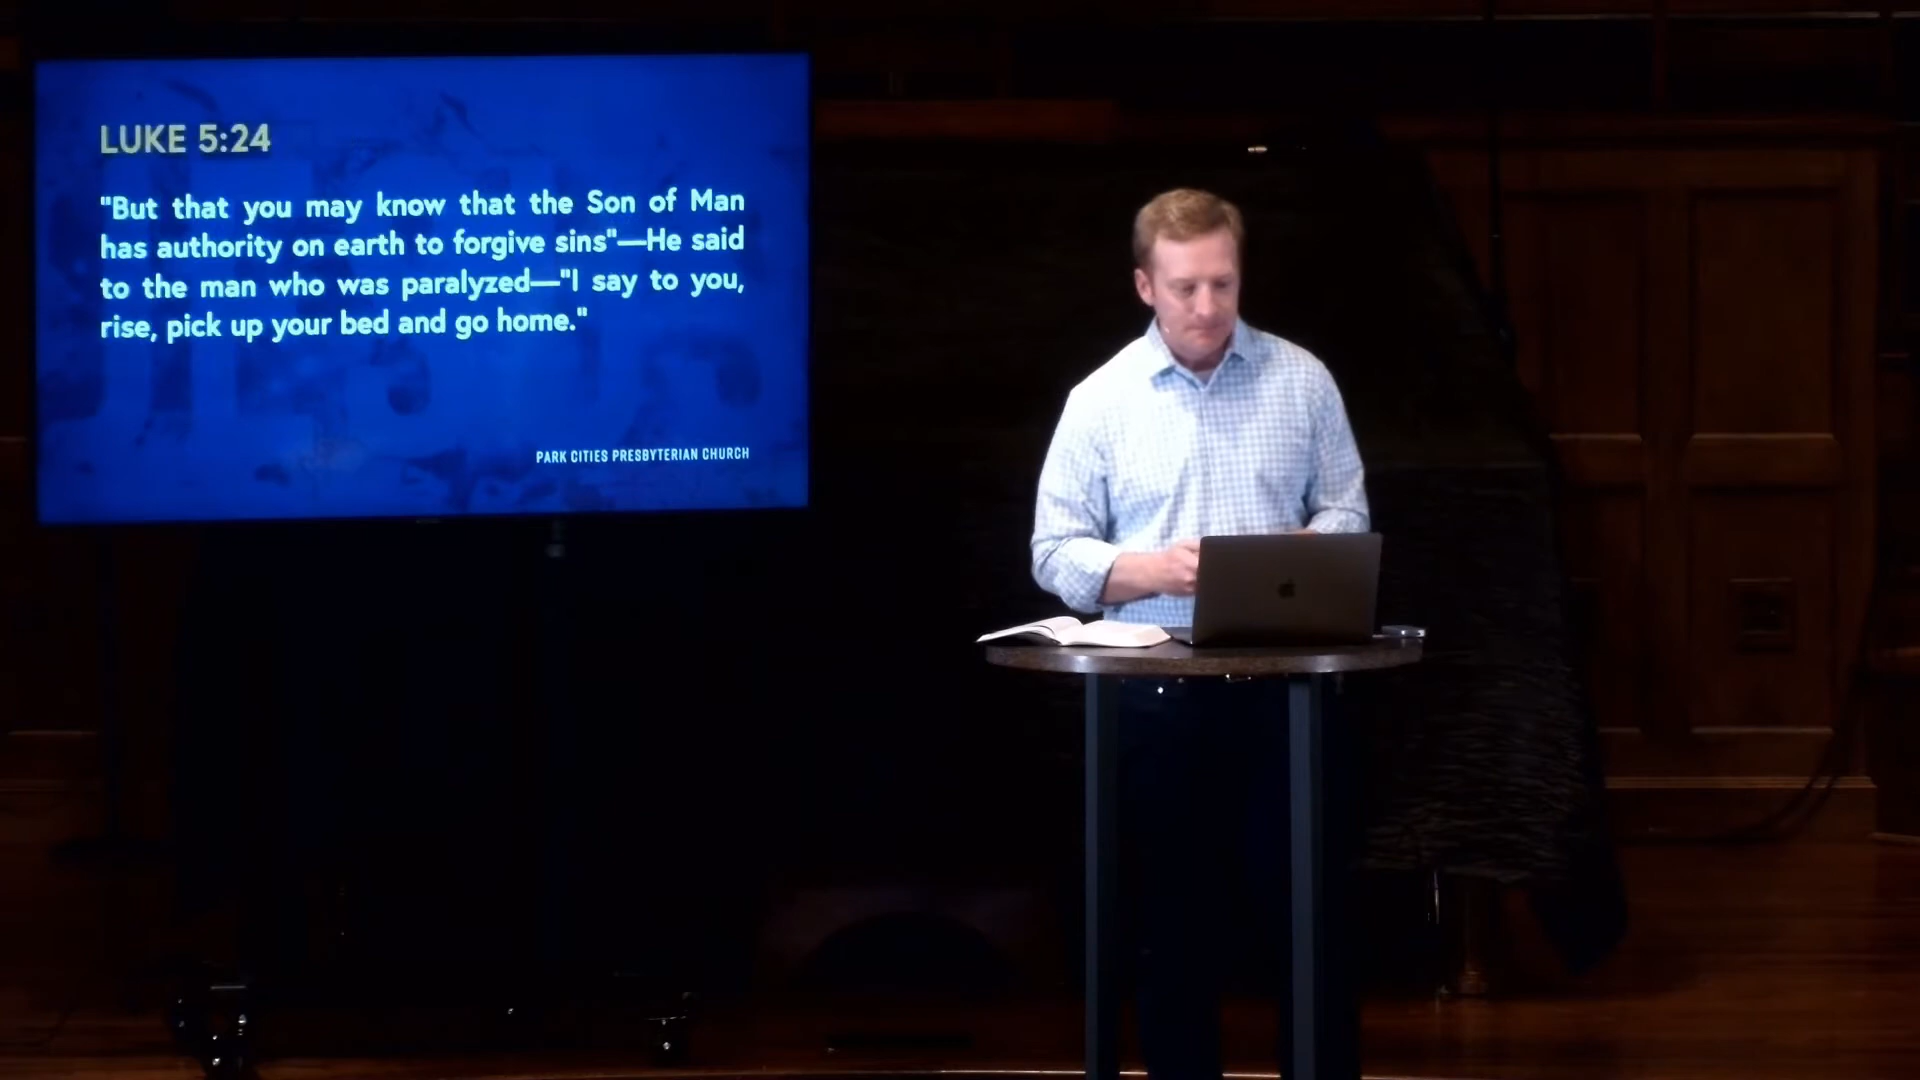 LUKE 5:24
"But that you may know that the Son of Man
has authority on earth to forgive sins"—He said
to the man who was paralyzed—"I say to you,
rise, pick up your bed and go home."
PARK CITIES PRESBYTERIAN CHURCH